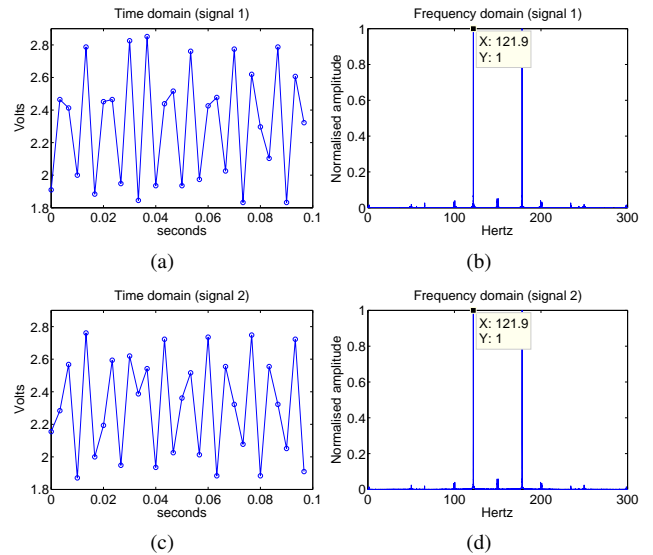 Time domain (signal 1)
Volts
2.8
2.6
2.4
2.2
2
1.8
0 0.02 0.04 0.06 0.08 0.1
seconds
(a)
Frequency domain (signal 1)
Normalised amplitude
1
0.8
0.6
0.4
0.2
0
X: 121.9
Y: 1
100 200 300
Hertz
(b)
Time domain (signal 2)
Volts
2.8
2.6
2.4
2.2
2
1.8
0 0.02 0.04 0.06 0.08 0.1
seconds
(c)
Frequency domain (signal 2)
Normalised amplitude
1
0.8
0.6
0.4
0.2
0
X: 121.9
Y: 1
100 200 300
Hertz
(d)